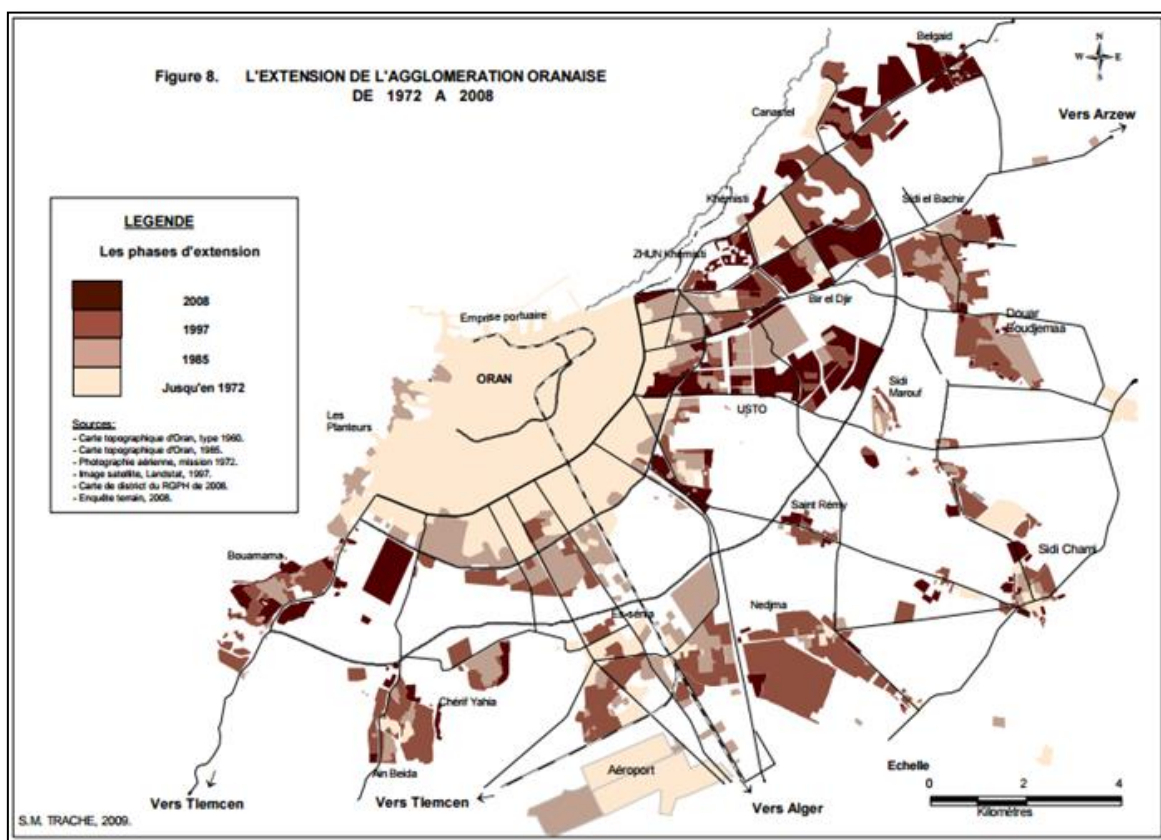 Figure 8. L'EXTENSION DE L'AGGLOMERATION ORANAISE
DE 1972 A 2008
N
W E
S
Belgaid
Canastel
Vers Arzew
Khémisti
Sidi el Bachir
ZHUN Khémisti
Bir el Djir
Emprise portuaire
Douar
Boudjemaa
ORAN
Sidi
Marouf
USTO
Les
Planteurs
LEGENDE
Les phases d'extension
2008
1997
1985
Jusqu'en 1972
Sources:
- Carte topographique d'Oran, type 1960.
- Carte topographique d'Oran, 1985.
- Photographie aérienne, mission 1972.
- Image satellite, Landstat, 1997.
- Carte de district du RGPH de 2008.
- Enquête terrain, 2008.
Saint Rémy
Bouamama
Sidi Chami
Es-sénia
Nedjma
Chérif Yahia
Ain Beida
Aéroport
Vers Tlemcen
Vers Tlemcen
Vers Alger
Echelle
0 2 4
Kilomètres
S.M. TRACHE, 2009.